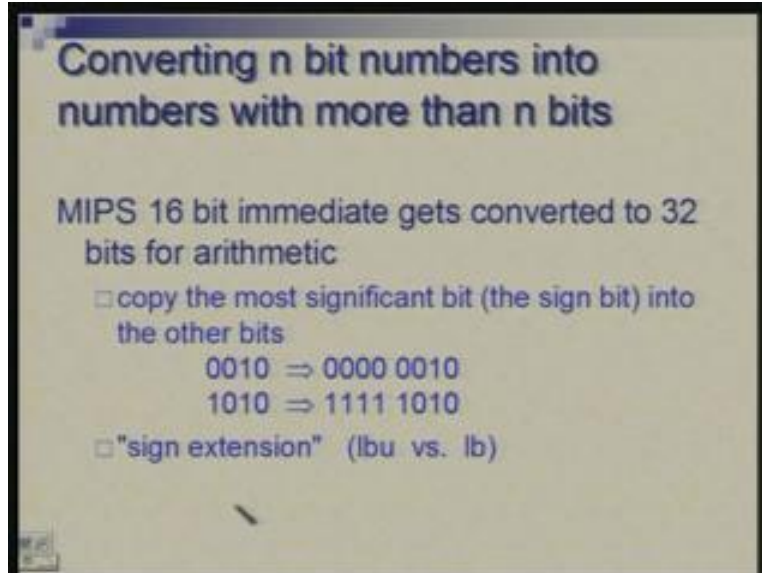 Converting n bit numbers into
numbers with more than n bits
MIPS 16 bit immediate gets converted to 32
bits for arithmetic
copy the most significant bit (the sign bit) into
the other bits
0010 ⇒ 0000 0010
1010 ⇒ 1111 1010
"sign extension" (lbu vs. lb)